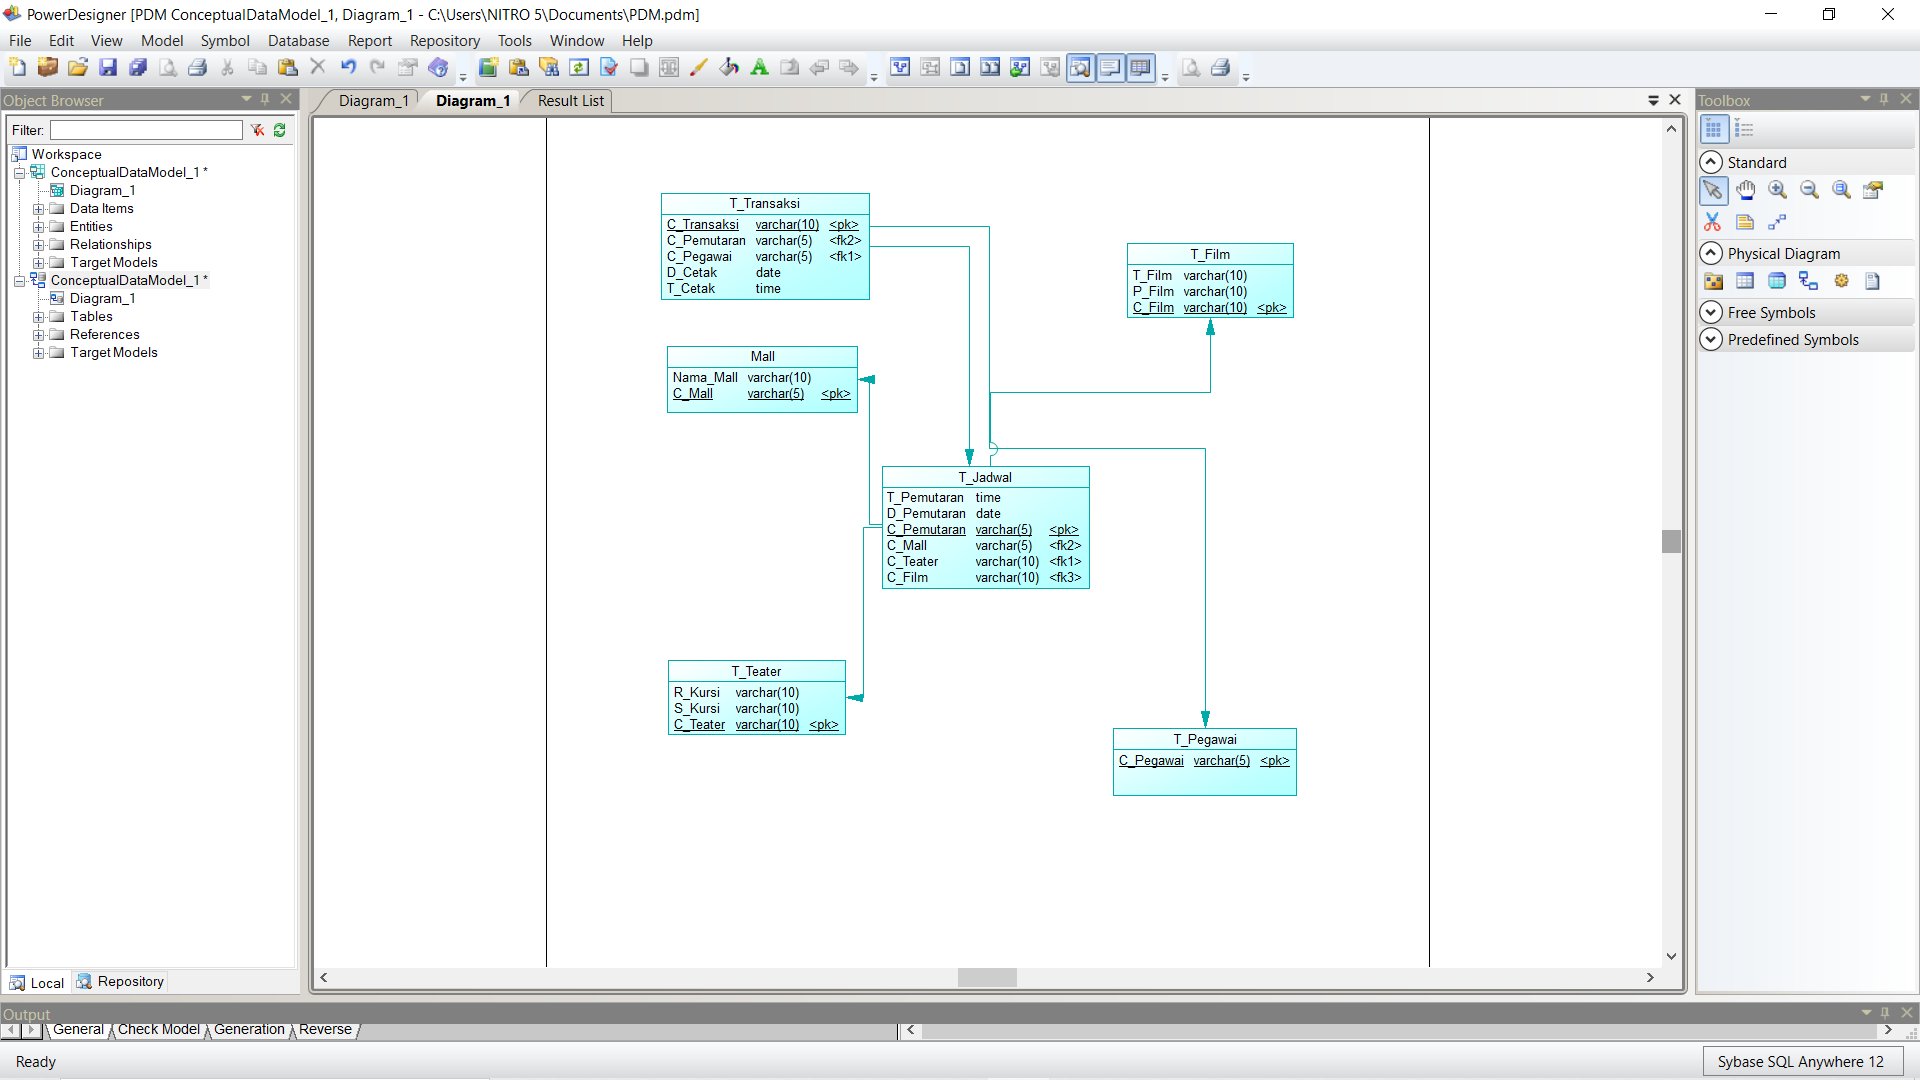 PowerDesigner [PDM ConceptualDataModel_1, Diagram_1 - C:\Users\NITRO 5\Documents\PDM.pdm]
File Edit View Model Symbol Database Report Repository Tools Window Help
Object Browser
Filter:
Workspace
ConceptualDataModel_1 *
Diagram_1
Data Items
Entities
Relationships
Target Models
ConceptualDataModel_1 *
Diagram_1
Tables
References
Target Models
Local Repository
Diagram_1 Diagram_1 Result List
T_Transaksi
C_Transaksi varchar(10) <pk>
C_Pemutaran varchar(5) <fk2>
C_Pegawai varchar(5) <fk1>
D_Cetak date
T_Cetak time
T_Film
T_Film varchar(10)
P_Film varchar(10)
C_Film varchar(10) <pk>
Mall
Nama_Mall varchar(10)
C_Mall varchar(5) <pk>
T_Jadwal
T_Pemutaran time
D_Pemutaran date
C_Pemutaran varchar(5) <pk>
C_Mall varchar(5) <fk2>
C_Teater varchar(10) <fk1>
C_Film varchar(10) <fk3>
T_Teater
R_Kursi varchar(10)
S_Kursi varchar(10)
C_Teater varchar(10) <pk>
T_Pegawai
C_Pegawai varchar(5) <pk>
Toolbox
Standard
Physical Diagram
Free Symbols
Predefined Symbols
Output
General Check Model Generation Reverse
Ready
Sybase SQL Anywhere 12